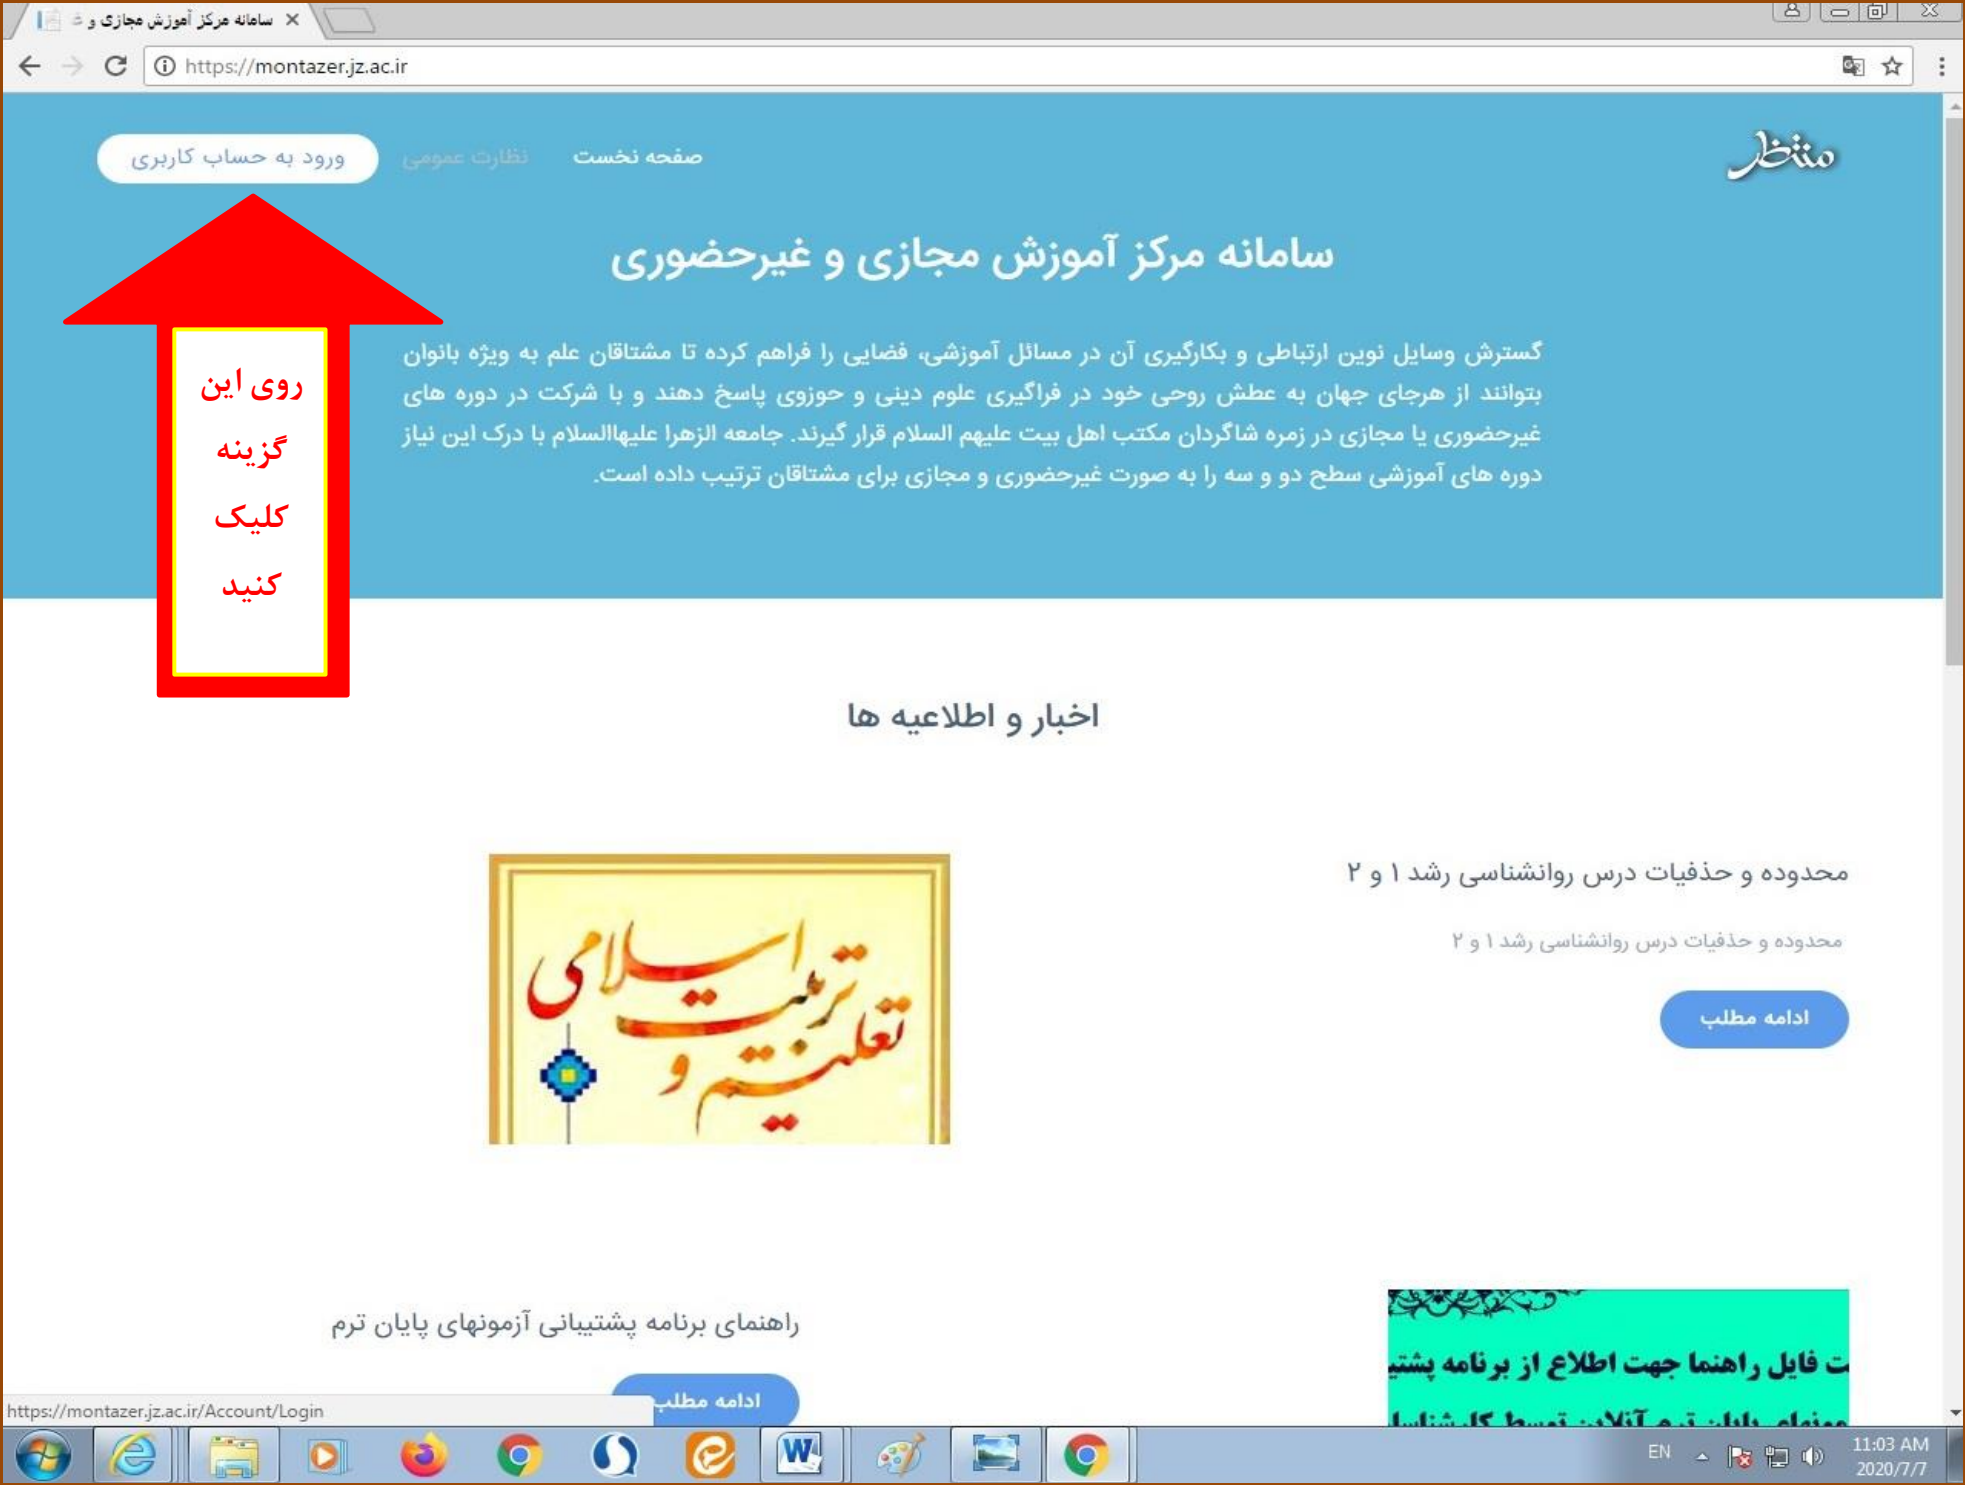 سامانه مرکز آموزش مجازی و غ
https://montazer.jz.ac.ir
منتظر
صفحه نخست
نظارت عمومی
ورود به حساب کاربری
سامانه مرکز آموزش مجازی و غیرحضوری
گسترش وسایل نوین ارتباطی و بکارگیری آن در مسائل آموزشی، فضایی را فراهم کرده تا مشتاقان علم به ویژه بانوان
بتوانند از هرجای جهان به عطش روحی خود در فراگیری علوم دینی و حوزوی پاسخ دهند و با شرکت در دوره های
غیرحضوری یا مجازی در زمره شاگردان مکتب اهل بیت علیهم السلام قرار گیرند. جامعه الزهرا علیهاالسلام با درک این نیاز
دوره های آموزشی سطح دو و سه را به صورت غیرحضوری و مجازی برای مشتاقان ترتیب داده است.
روی این
گزینه
کلیک
کنید
اخبار و اطلاعیه ها
محدوده و حذفیات درس روانشناسی رشد ۱ و ۲
محدوده و حذفیات درس روانشناسی رشد ۱ و ۲
ادامه مطلب
تعلیم و تربیت اسلامی
ت فایل راهنما جهت اطلاع از برنامه پشتی
پایان ترم آنلاین توسط
راهنمای برنامه پشتیبانی آزمونهای پایان ترم
ادامه مطلب
https://montazer.jz.ac.ir/Account/Login
EN
11:03 AM
2020/7/7